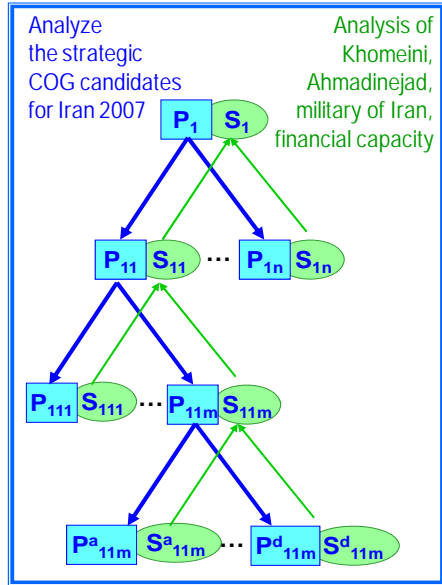 Analyze
the strategic
COG candidates
for Iran 2007
Analysis of
Khomeini,
Ahmadinejad,
military of Iran,
financial capacity
P₁ S₁
P₁₁ S₁₁ ... P₁ₙ S₁ₙ
P₁₁₁ S₁₁₁ ... P₁₁ₘ S₁₁ₘ
Pᵃ₁₁ₘ Sᵃ₁₁ₘ ... Pᵈ₁₁ₘ Sᵈ₁₁ₘ